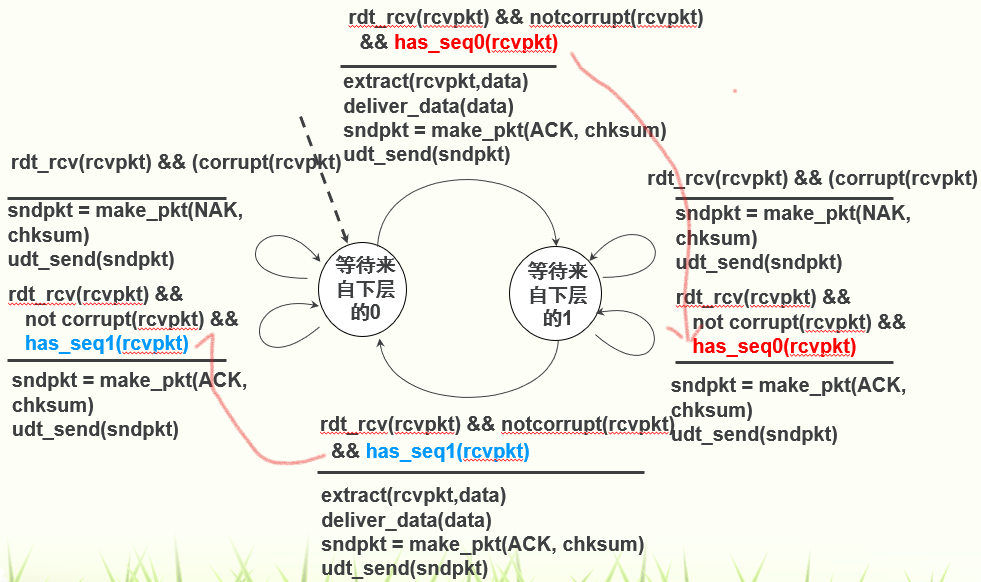 rdt_rcv(rcvpkt) && notcorrupt(rcvpkt)
&& has_seq0(rcvpkt)
extract(rcvpkt,data)
deliver_data(data)
sndpkt = make_pkt(ACK, chksum)
udt_send(sndpkt)
rdt_rcv(rcvpkt) && (corrupt(rcvpkt)
sndpkt = make_pkt(NAK,
chksum)
udt_send(sndpkt)
rdt_rcv(rcvpkt) &&
not corrupt(rcvpkt) &&
has_seq1(rcvpkt)
sndpkt = make_pkt(ACK,
chksum)
udt_send(sndpkt)
等待来
自下层
的0
等待来
自下层
的1
rdt_rcv(rcvpkt) && (corrupt(rcvpkt)
sndpkt = make_pkt(NAK,
chksum)
udt_send(sndpkt)
rdt_rcv(rcvpkt) &&
not corrupt(rcvpkt) &&
has_seq0(rcvpkt)
sndpkt = make_pkt(ACK,
chksum)
udt_send(sndpkt)
rdt_rcv(rcvpkt) && notcorrupt(rcvpkt)
&& has_seq1(rcvpkt)
extract(rcvpkt,data)
deliver_data(data)
sndpkt = make_pkt(ACK, chksum)
udt_send(sndpkt)